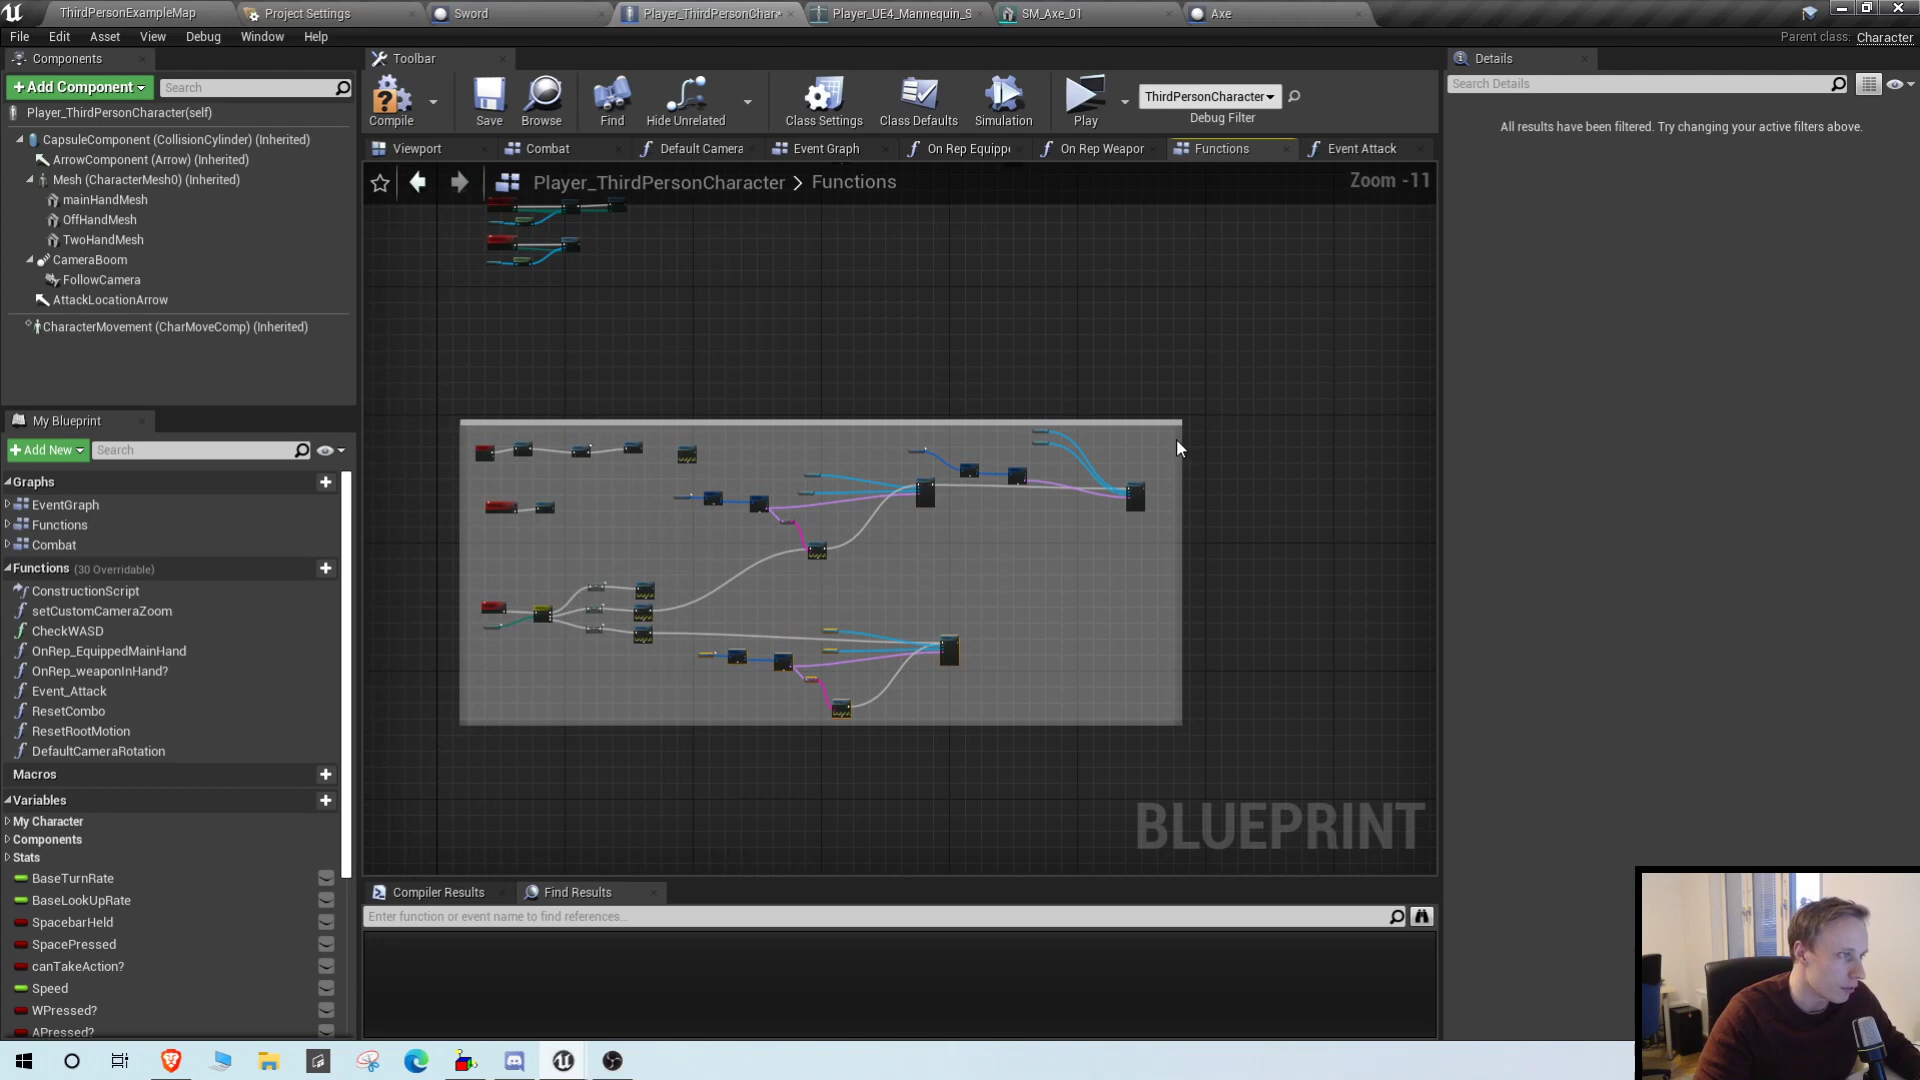 ThirdPersonExampleMap
Project Settings
Sword
Player_ThirdPersonChar*
Player_UE4_Mannequin_S
SM_Axe_01
Axe
File
Edit
Asset
View
Debug
Window
Help
Parent class: Character
Components
+Add Component
Search
Player_ThirdPersonCharacter(self)
CapsuleComponent (CollisionCylinder) (Inherited)
ArrowComponent (Arrow) (Inherited)
Mesh (CharacterMesh0) (Inherited)
mainHandMesh
OffHandMesh
TwoHandMesh
CameraBoom
FollowCamera
AttackLocationArrow
CharacterMovement (CharMoveComp) (Inherited)
My Blueprint
+Add New
Search
Graphs
EventGraph
Functions
Combat
Functions (30 Overridable)
ConstructionScript
setCustomCameraZoom
CheckWASD
OnRep_EquippedMainHand
OnRep_weaponInHand?
Event_Attack
ResetCombo
ResetRootMotion
DefaultCameraRotation
Macros
Variables
My Character
Components
Stats
BaseTurnRate
BaseLookUpRate
SpacebarHeld
SpacePressed
canTakeAction?
Speed
WPressed?
APressed?
Toolbar
Compile
Save
Browse
Find
Hide Unrelated
Class Settings
Class Defaults
Simulation
Play
ThirdPersonCharacter
Debug Filter
Viewport
Combat
Default Camera
Event Graph
On Rep Equipp
On Rep Weapor
Functions
Event Attack
Player_ThirdPersonCharacter > Functions
Zoom -11
BLUEPRINT
Compiler Results
Find Results
Enter function or event name to find references...
Details
Search Details
All results have been filtered. Try changing your active filters above.